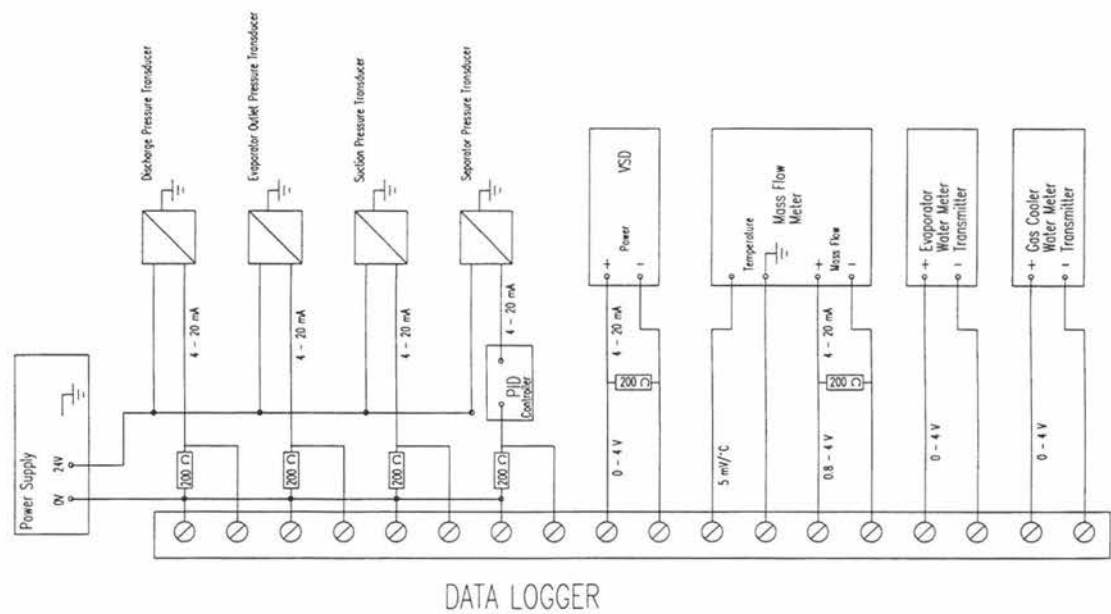 Discharge Pressure Transducer
Evaporator Outlet Pressure Transducer
Suction Pressure Transducer
Separator Pressure Transducer
4 - 20 mA
4 - 20 mA
4 - 20 mA
4 - 20 mA
Power Supply
0V
24V
PID
Controller
200 Ω
200 Ω
200 Ω
200 Ω
VSD
Power
+
-
4 - 20 mA
200 Ω
0 - 4 V
Mass Flow
Meter
Temperature
Mass Flow
+
-
5 mV/°C
4 - 20 mA
200 Ω
0.8 - 4 V
Evaporator
Water Meter
Transmitter
+
-
0 - 4 V
Gas Cooler
Water Meter
Transmitter
+
-
0 - 4 V
DATA LOGGER